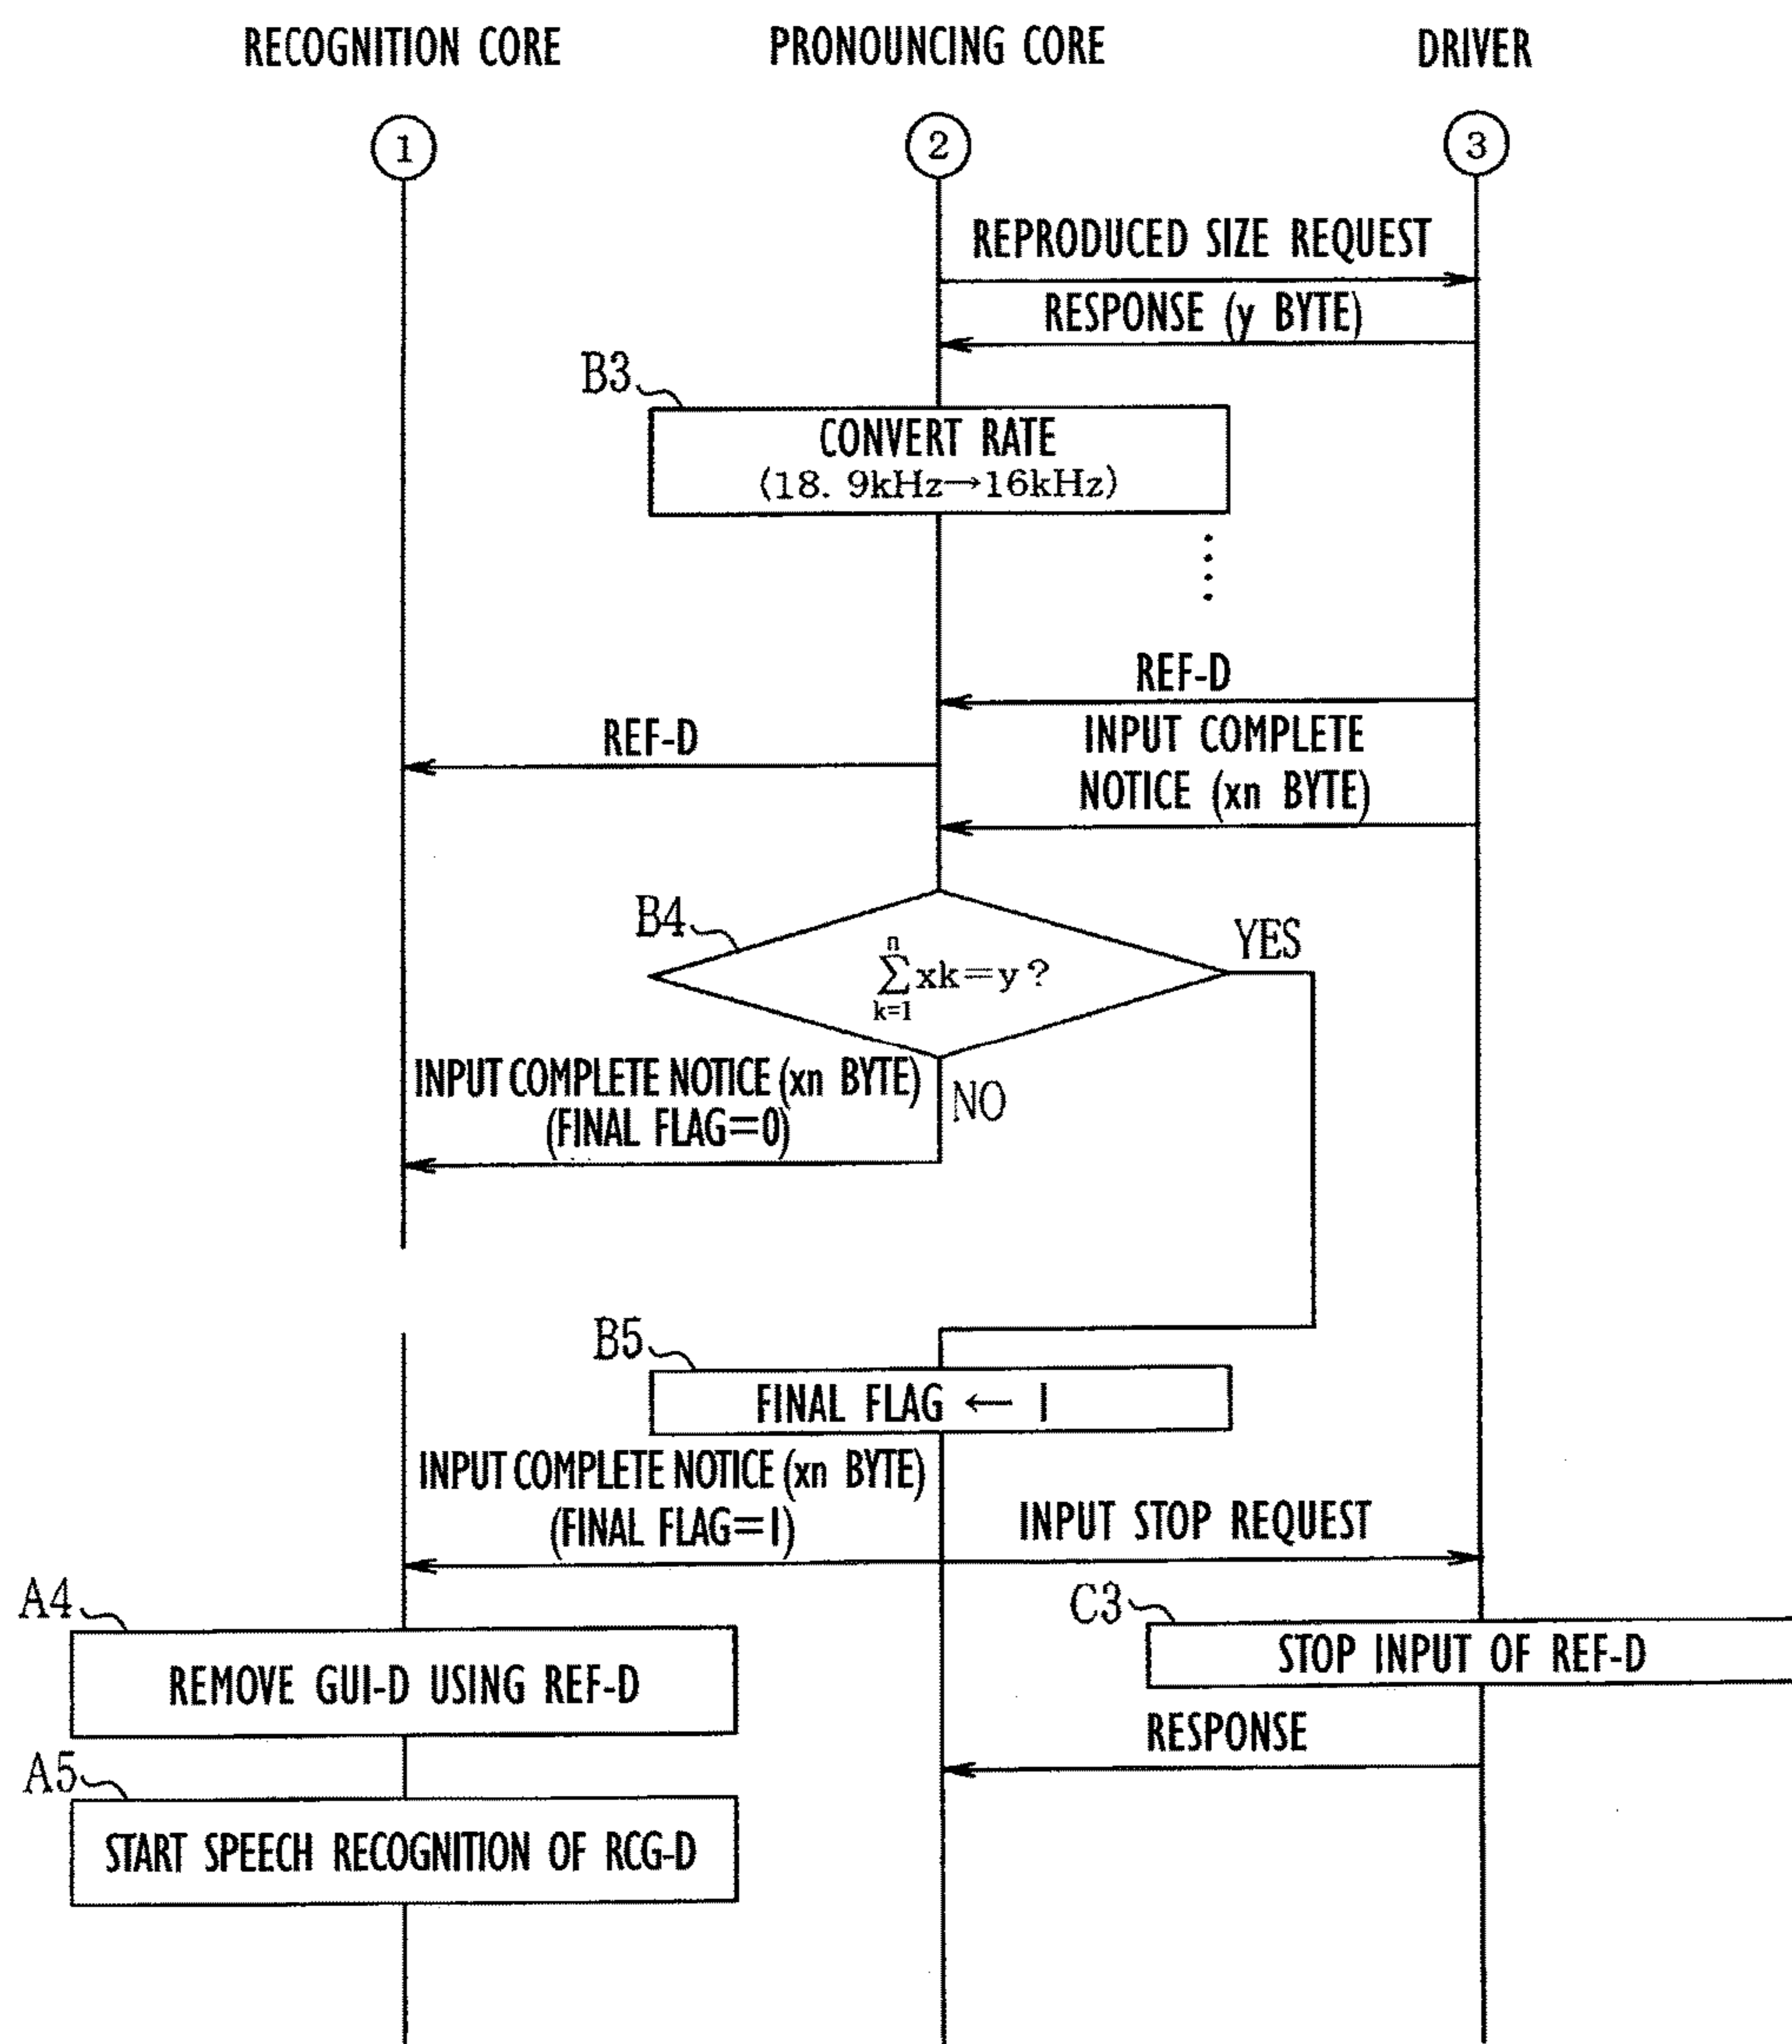 RECOGNITION CORE
PRONOUNCING CORE
DRIVER
1
2
3
REPRODUCED SIZE REQUEST
RESPONSE (y BYTE)
B3
CONVERT RATE
(18. 9kHz→16kHz)
REF-D
REF-D
INPUT COMPLETE
NOTICE (xn BYTE)
B4
n
∑xk=y?
k=1
YES
NO
INPUT COMPLETE NOTICE (xn BYTE)
(FINAL FLAG=0)
B5
FINAL FLAG ← 1
INPUT COMPLETE NOTICE (xn BYTE)
(FINAL FLAG=1)
INPUT STOP REQUEST
A4
REMOVE GUI-D USING REF-D
C3
STOP INPUT OF REF-D
RESPONSE
A5
START SPEECH RECOGNITION OF RCG-D